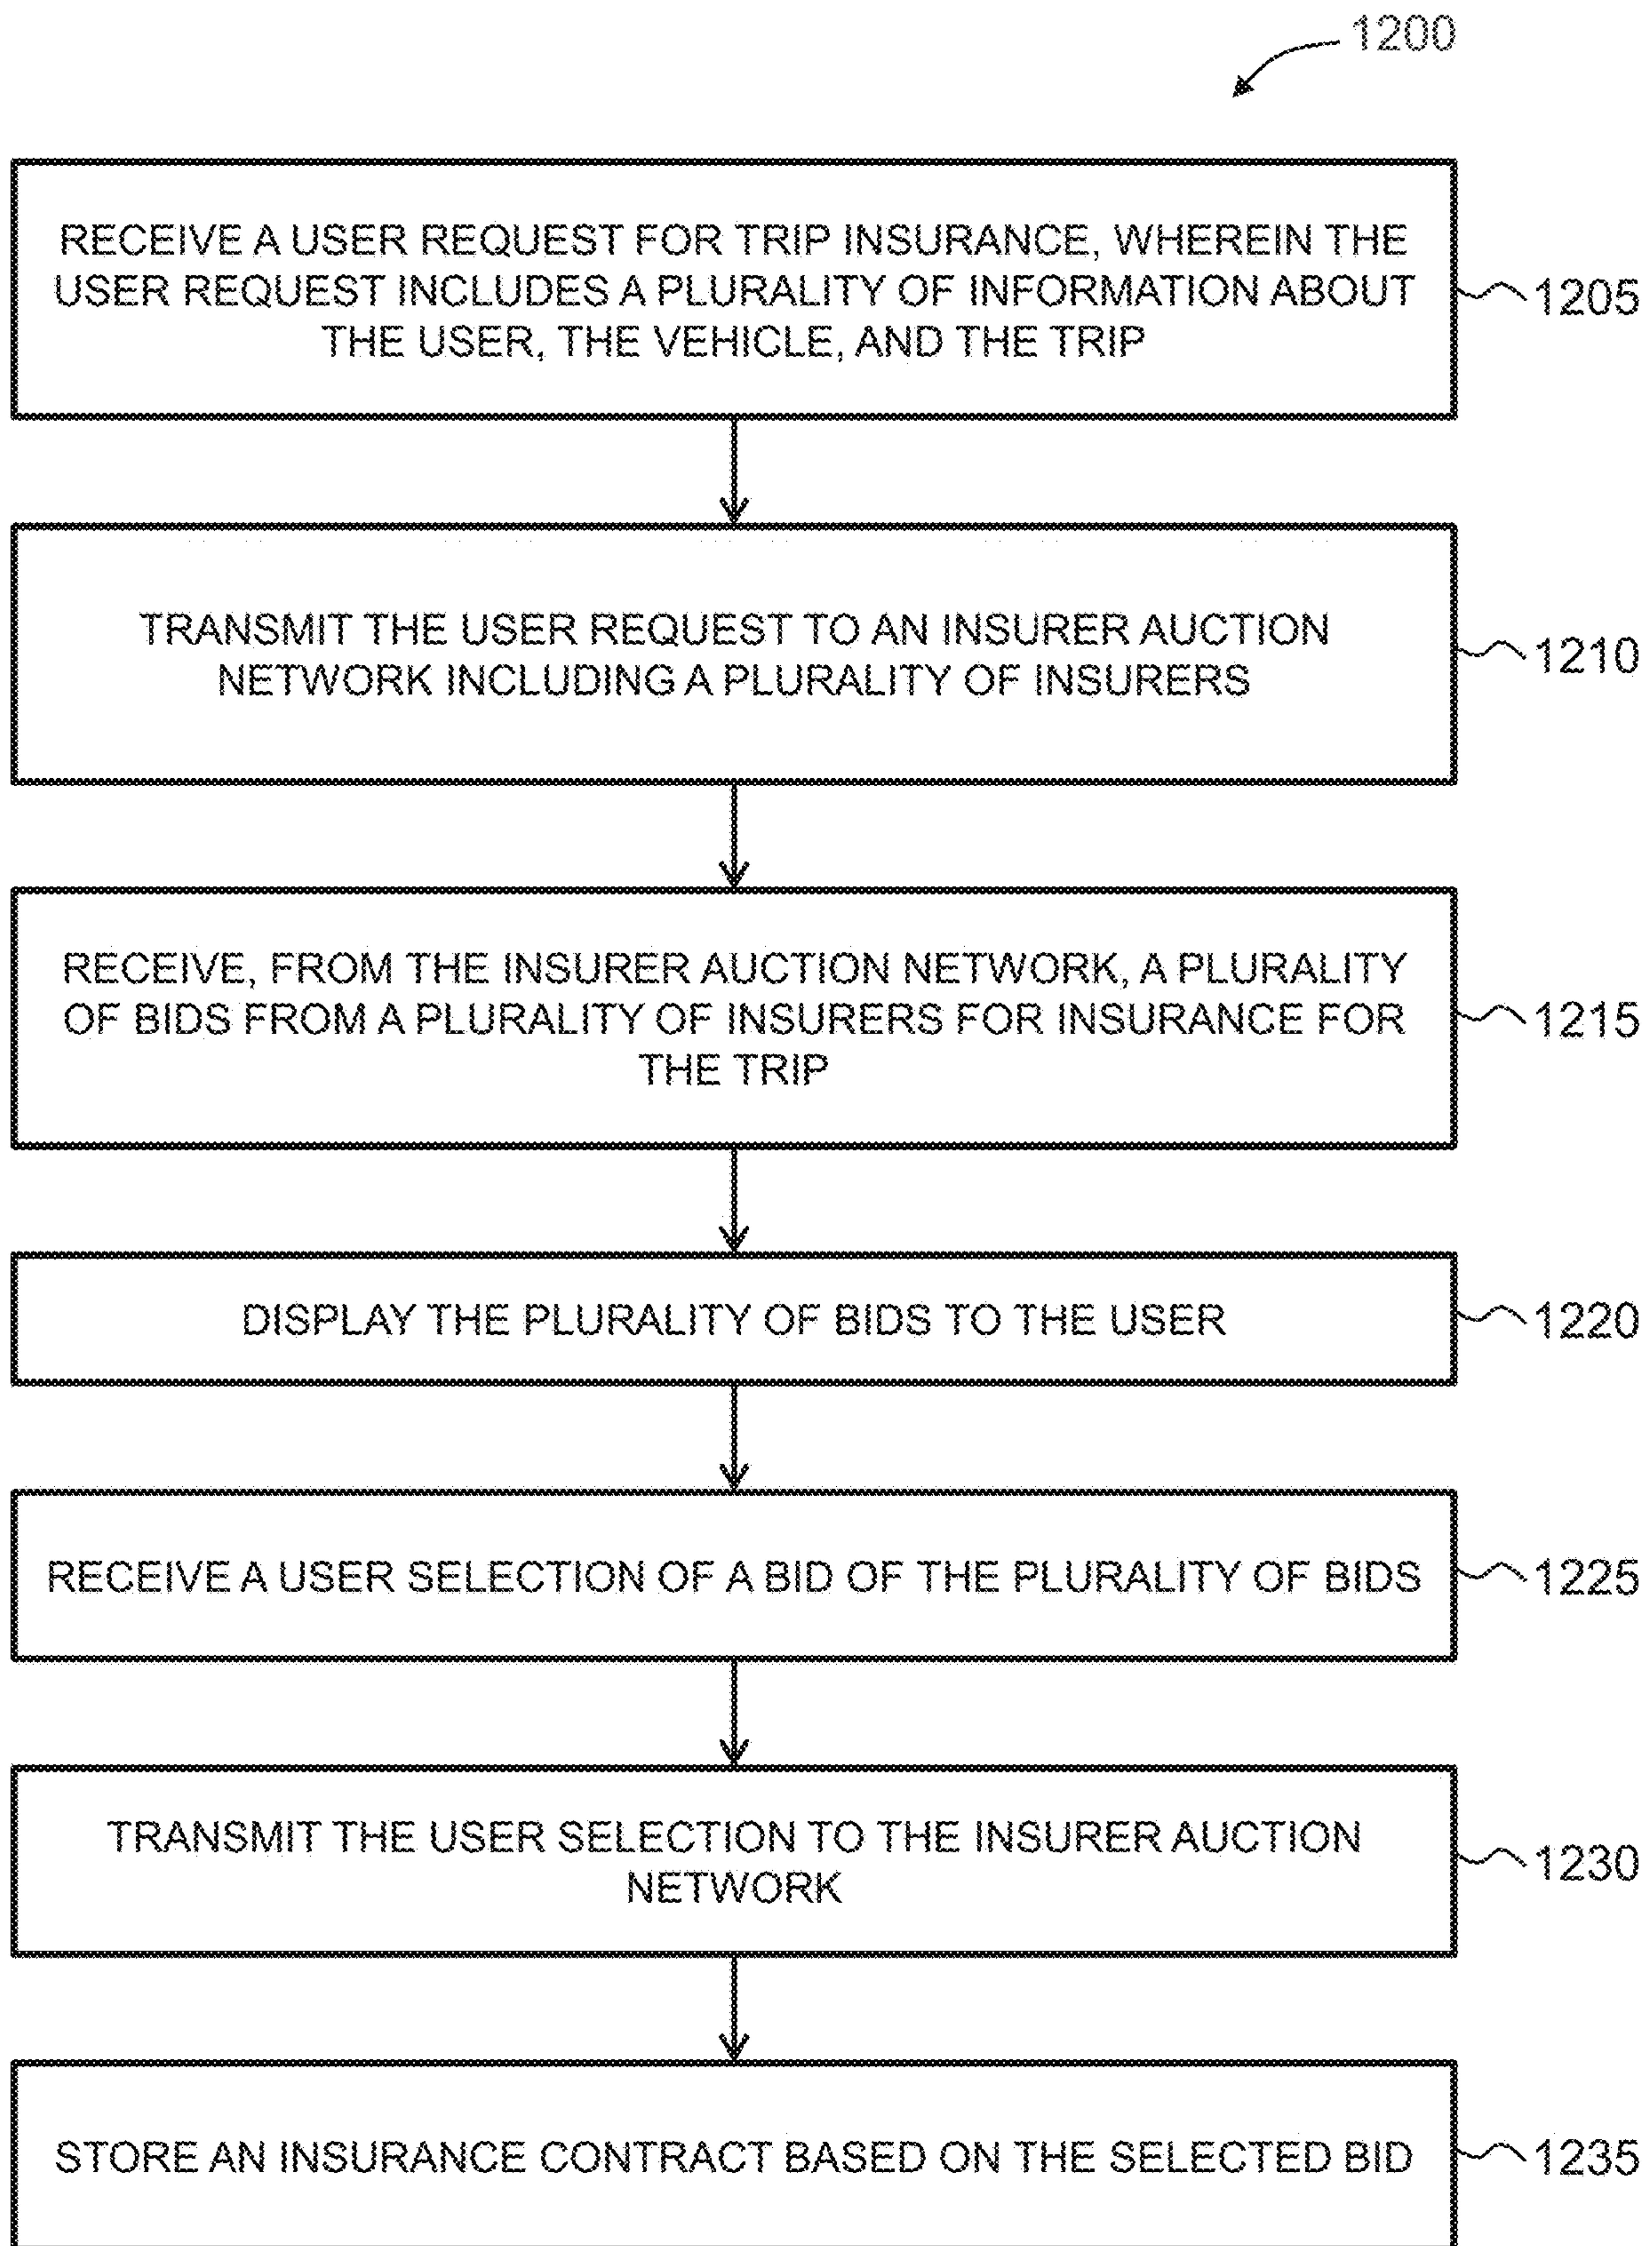 1200
RECEIVE A USER REQUEST FOR TRIP INSURANCE, WHEREIN THE
USER REQUEST INCLUDES A PLURALITY OF INFORMATION ABOUT
THE USER, THE VEHICLE, AND THE TRIP
1205
TRANSMIT THE USER REQUEST TO AN INSURER AUCTION
NETWORK INCLUDING A PLURALITY OF INSURERS
1210
RECEIVE, FROM THE INSURER AUCTION NETWORK, A PLURALITY
OF BIDS FROM A PLURALITY OF INSURERS FOR INSURANCE FOR
THE TRIP
1215
DISPLAY THE PLURALITY OF BIDS TO THE USER
1220
RECEIVE A USER SELECTION OF A BID OF THE PLURALITY OF BIDS
1225
TRANSMIT THE USER SELECTION TO THE INSURER AUCTION
NETWORK
1230
STORE AN INSURANCE CONTRACT BASED ON THE SELECTED BID
1235